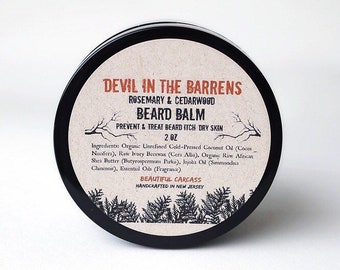 DEVIL IN THE BARRENS
ROSEMARY & CEDARWOOD
BEARD BALM
PREVENT & TREAT BEARD ITCH DRY SKIN
2 OZ
Ingredients: Organic Unrefined Cold-Pressed Coconut Oil (Cocos
Nucifera), Raw Ivory Beeswax (Cera Alba), Organic Raw African
Shea Butter (Butyrospermum Parkii), Jojoba Oil (Simmondsia
Chinensis), Essential Oils (Fragrance)
BEAUTIFUL CARCASS
HANDCRAFTED IN NEW JERSEY